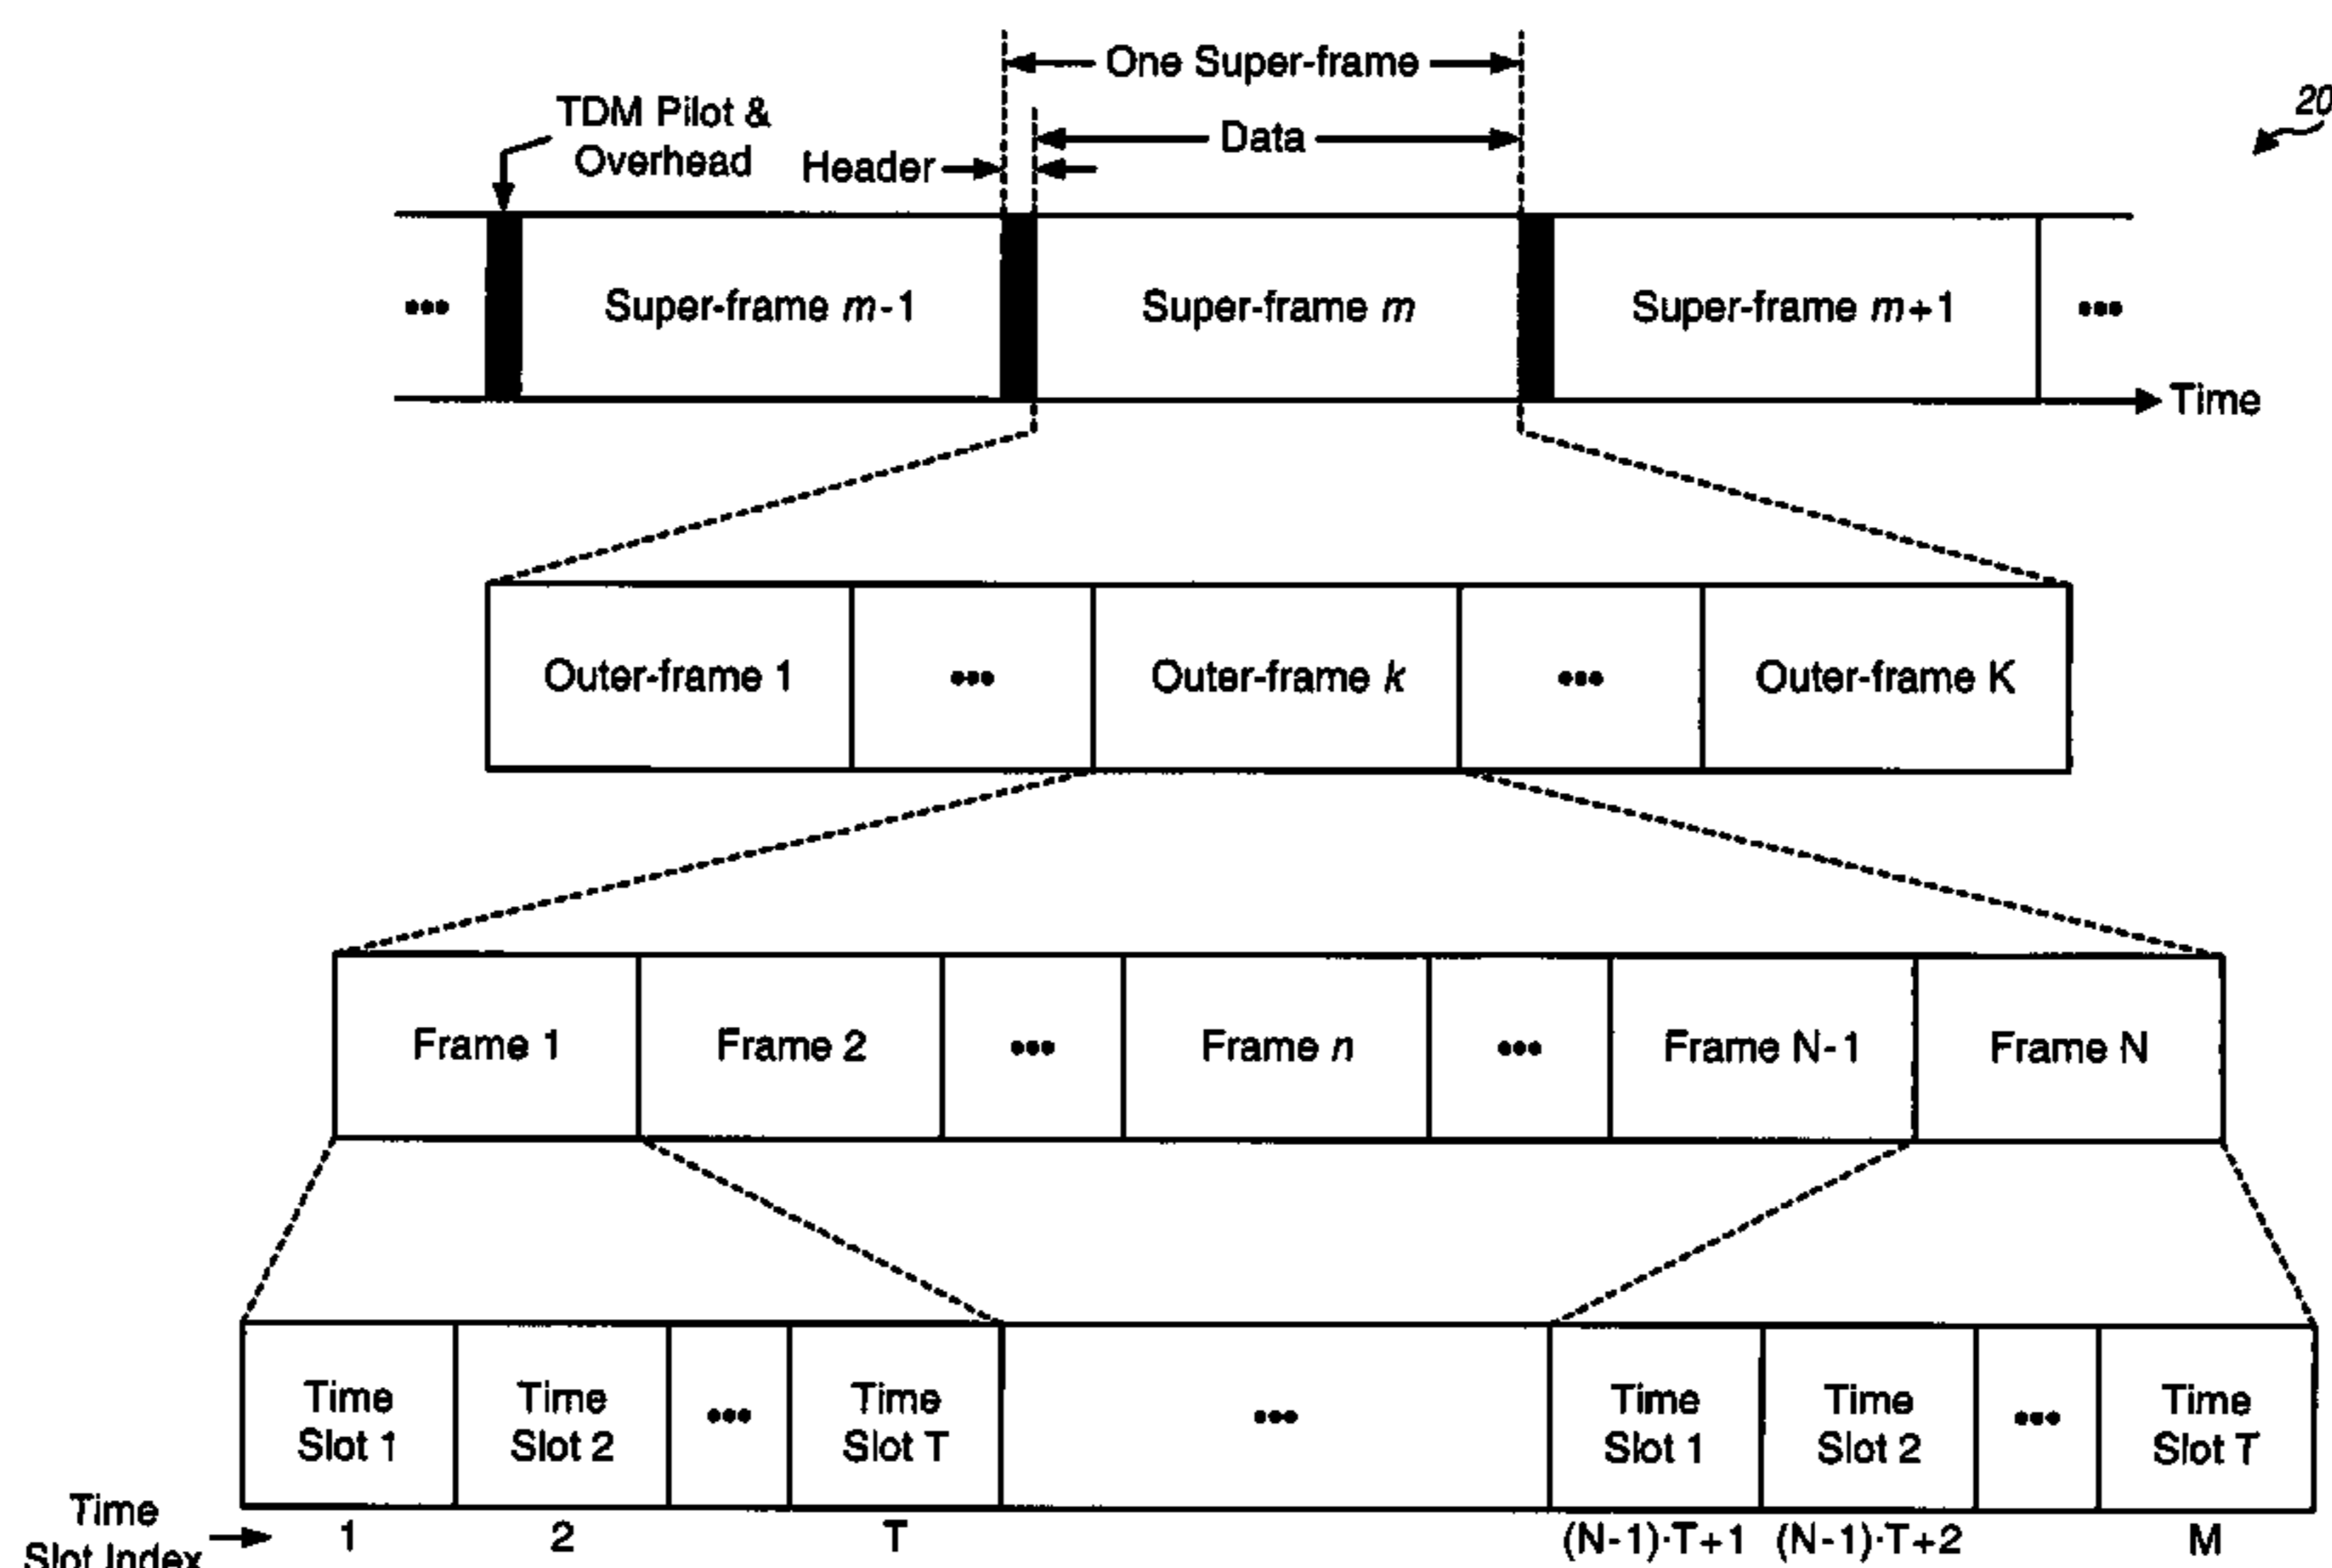 One Super-frame
20
TDM Pilot &
Overhead
Data
Header
••• Super-frame m-1 Super-frame m Super-frame m+1 •••
Time
Outer-frame 1 ••• Outer-frame k ••• Outer-frame K
Frame 1 Frame 2 ••• Frame n ••• Frame N-1 Frame N
Time Slot 1 Time Slot 2 ••• Time Slot T ••• Time Slot 1 Time Slot 2 ••• Time Slot T
Time
Slot Index
1 2 T (N-1)·T+1 (N-1)·T+2 M